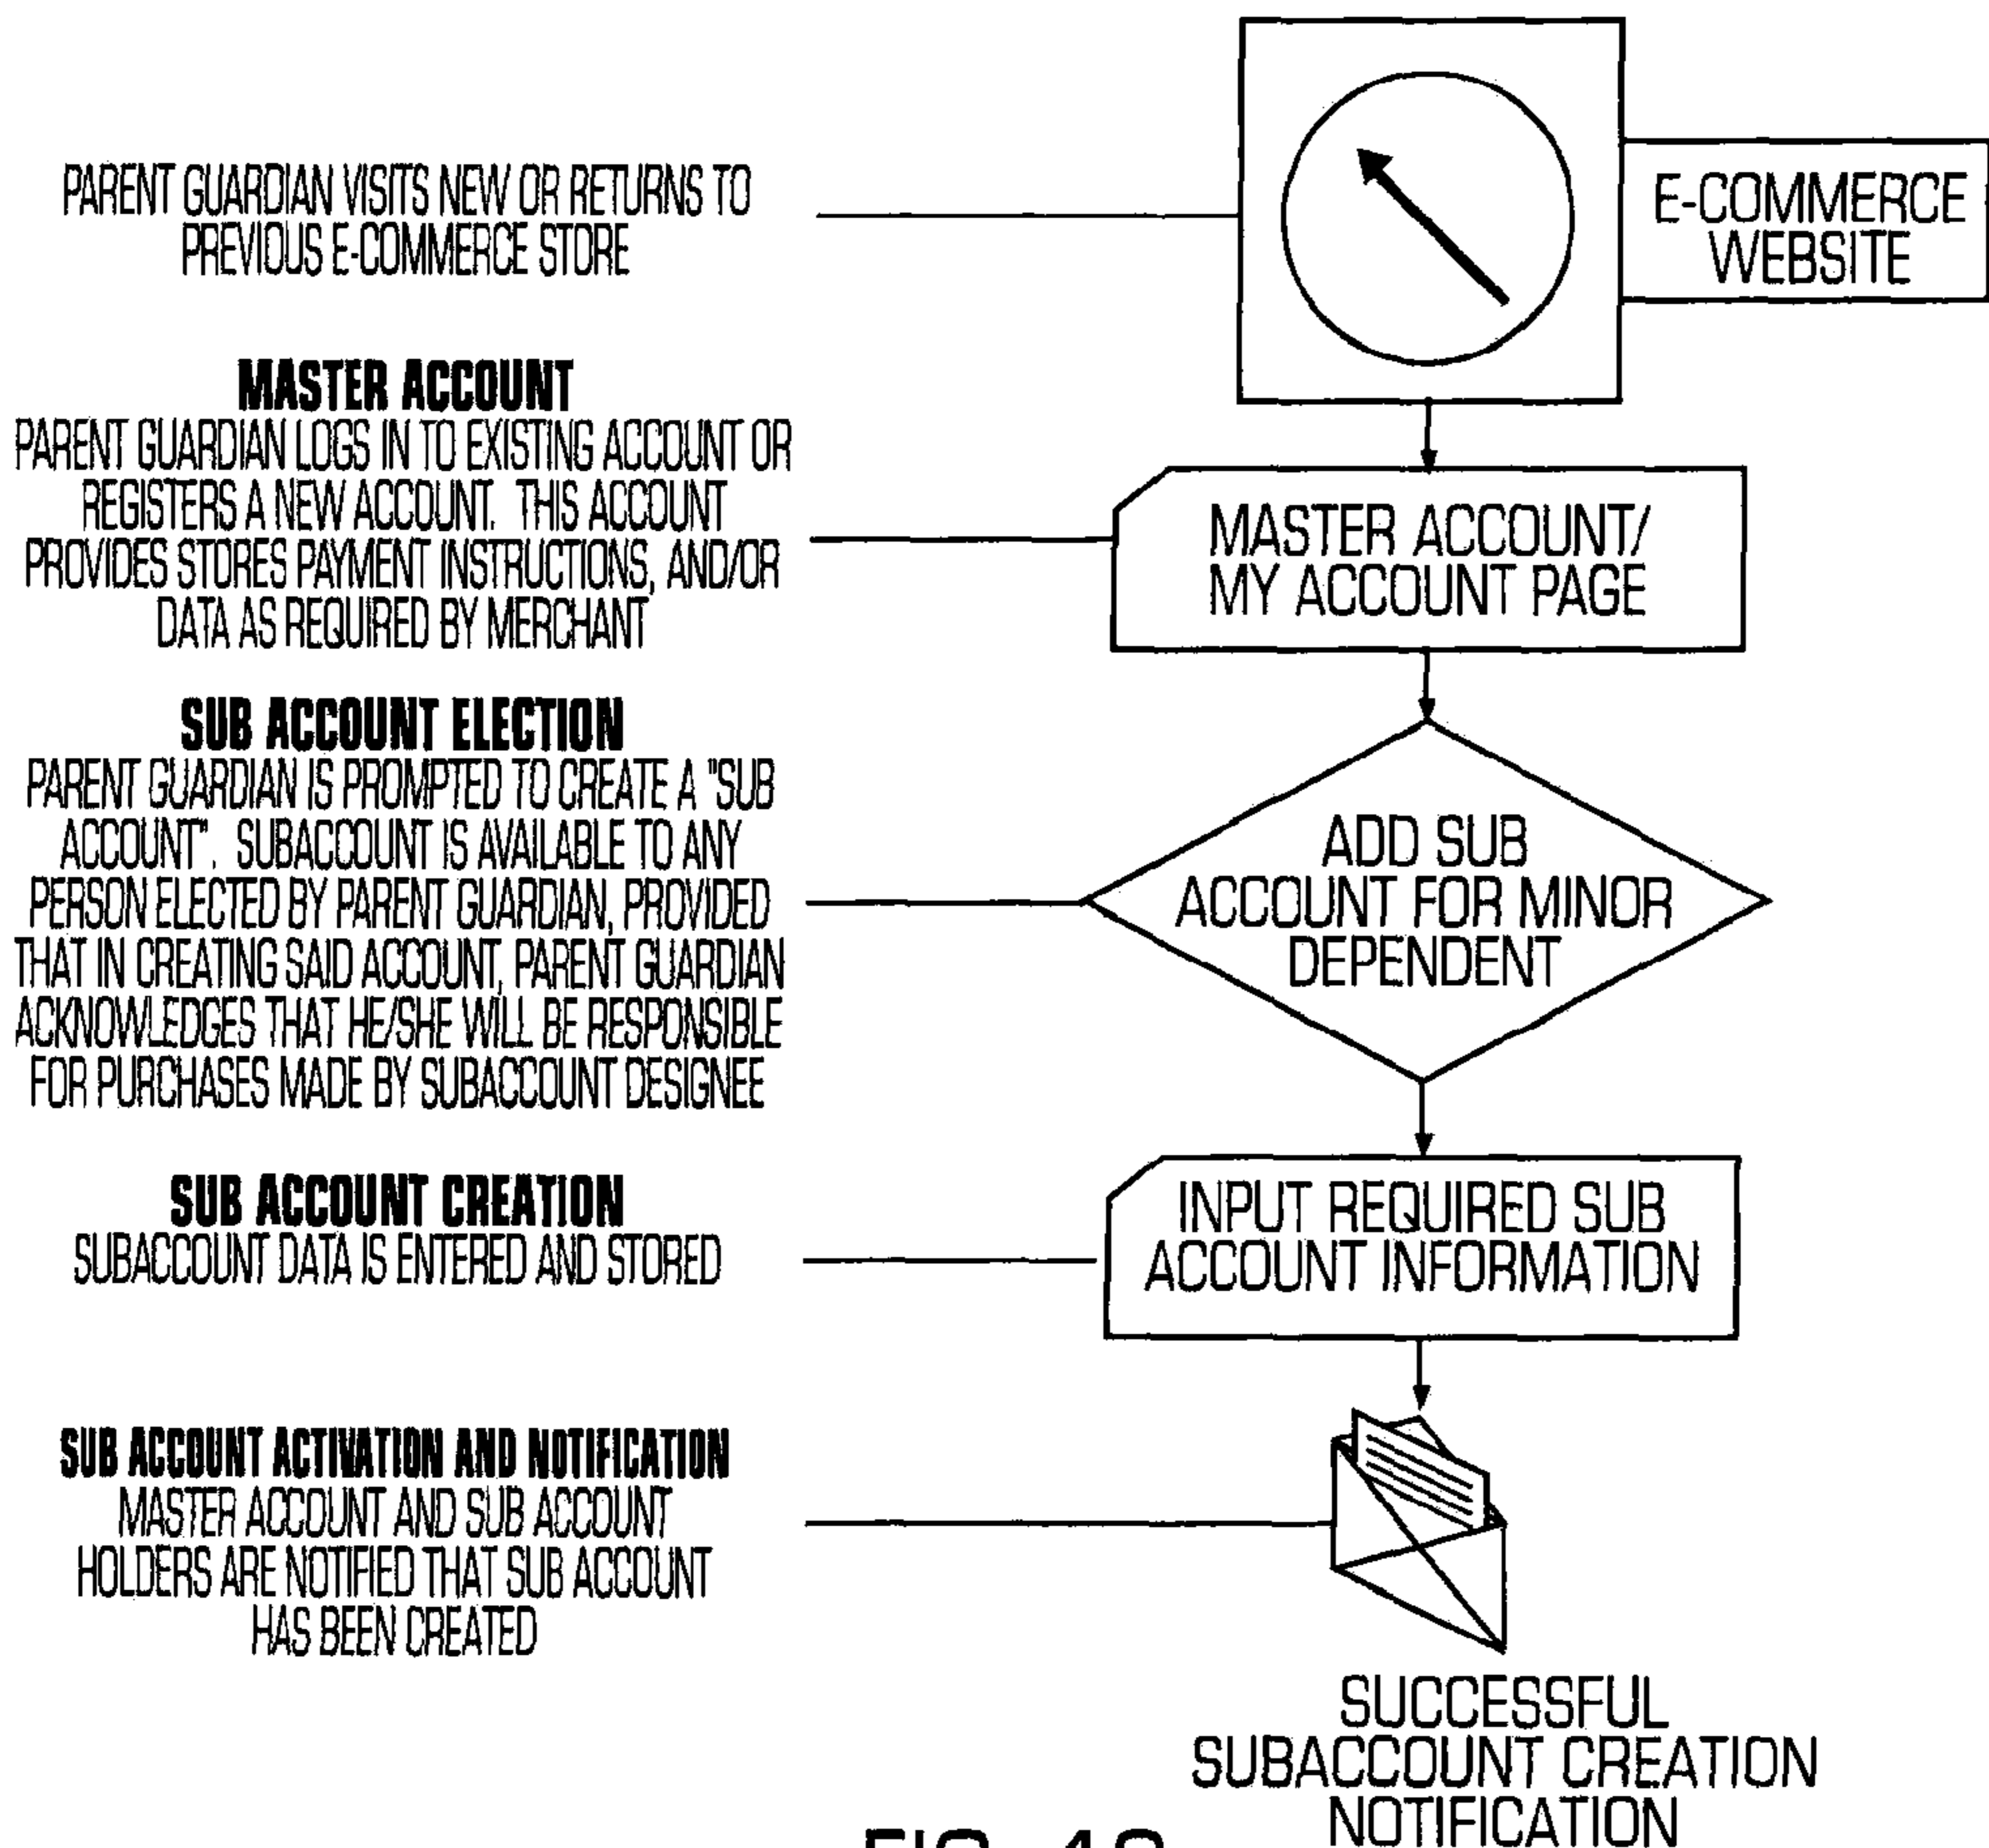 PARENT GUARDIAN VISITS NEW OR RETURNS TO
PREVIOUS E-COMMERCE STORE
E-COMMERCE
WEBSITE
MASTER ACCOUNT
PARENT GUARDIAN LOGS IN TO EXISTING ACCOUNT OR
REGISTERS A NEW ACCOUNT. THIS ACCOUNT
PROVIDES STORES PAYMENT INSTRUCTIONS, AND/OR
DATA AS REQUIRED BY MERCHANT
MASTER ACCOUNT/
MY ACCOUNT PAGE
SUB ACCOUNT ELECTION
PARENT GUARDIAN IS PROMPTED TO CREATE A "SUB
ACCOUNT". SUBACCOUNT IS AVAILABLE TO ANY
PERSON ELECTED BY PARENT GUARDIAN, PROVIDED
THAT IN CREATING SAID ACCOUNT, PARENT GUARDIAN
ACKNOWLEDGES THAT HE/SHE WILL BE RESPONSIBLE
FOR PURCHASES MADE BY SUBACCOUNT DESIGNEE
ADD SUB
ACCOUNT FOR MINOR
DEPENDENT
SUB ACCOUNT CREATION
SUBACCOUNT DATA IS ENTERED AND STORED
INPUT REQUIRED SUB
ACCOUNT INFORMATION
SUB ACCOUNT ACTIVATION AND NOTIFICATION
MASTER ACCOUNT AND SUB ACCOUNT
HOLDERS ARE NOTIFIED THAT SUB ACCOUNT
HAS BEEN CREATED
SUCCESSFUL
SUBACCOUNT CREATION
NOTIFICATION